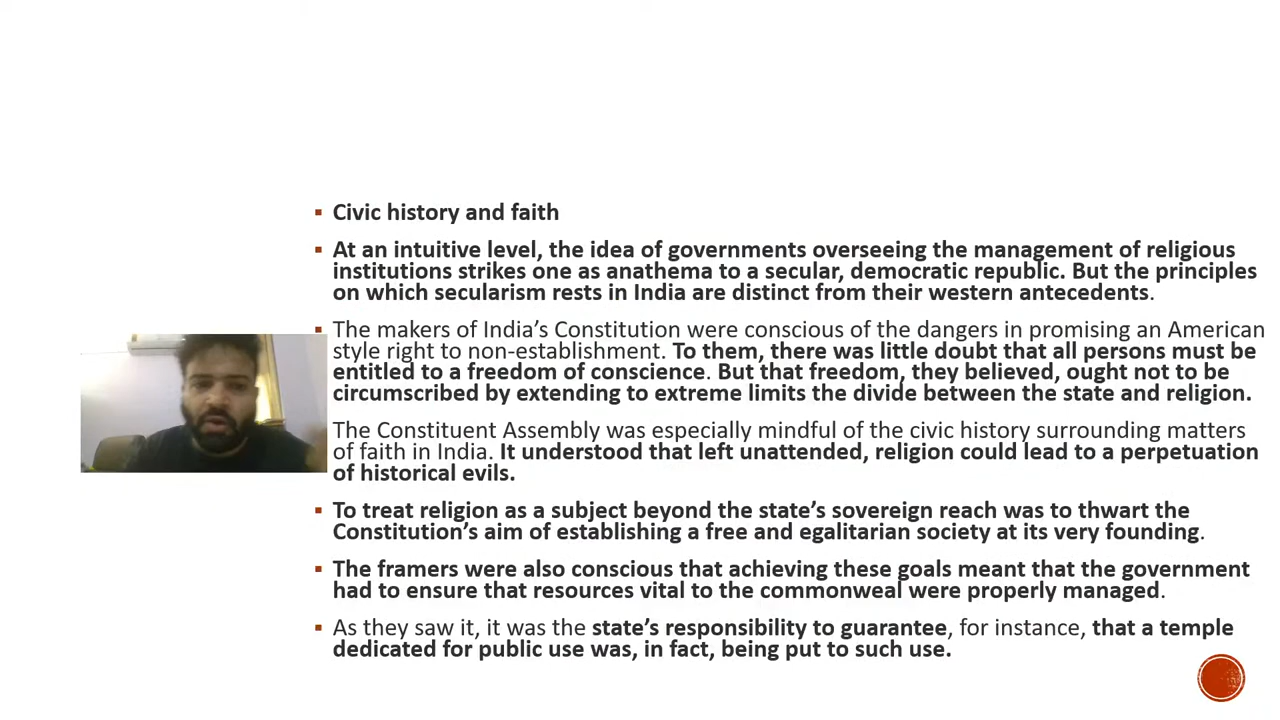 Civic history and faith
At an intuitive level, the idea of governments overseeing the management of religious
institutions strikes one as anathema to a secular, democratic republic. But the principles
on which secularism rests in India are distinct from their western antecedents.
The makers of India’s Constitution were conscious of the dangers in promising an American
style right to non-establishment. To them, there was little doubt that all persons must be
entitled to a freedom of conscience. But that freedom, they believed, ought not to be
circumscribed by extending to extreme limits the divide between the state and religion.
The Constituent Assembly was especially mindful of the civic history surrounding matters
of faith in India. It understood that left unattended, religion could lead to a perpetuation
of historical evils.
To treat religion as a subject beyond the state’s sovereign reach was to thwart the
Constitution’s aim of establishing a free and egalitarian society at its very founding.
The framers were also conscious that achieving these goals meant that the government
had to ensure that resources vital to the commonweal were properly managed.
As they saw it, it was the state’s responsibility to guarantee, for instance, that a temple
dedicated for public use was, in fact, being put to such use.